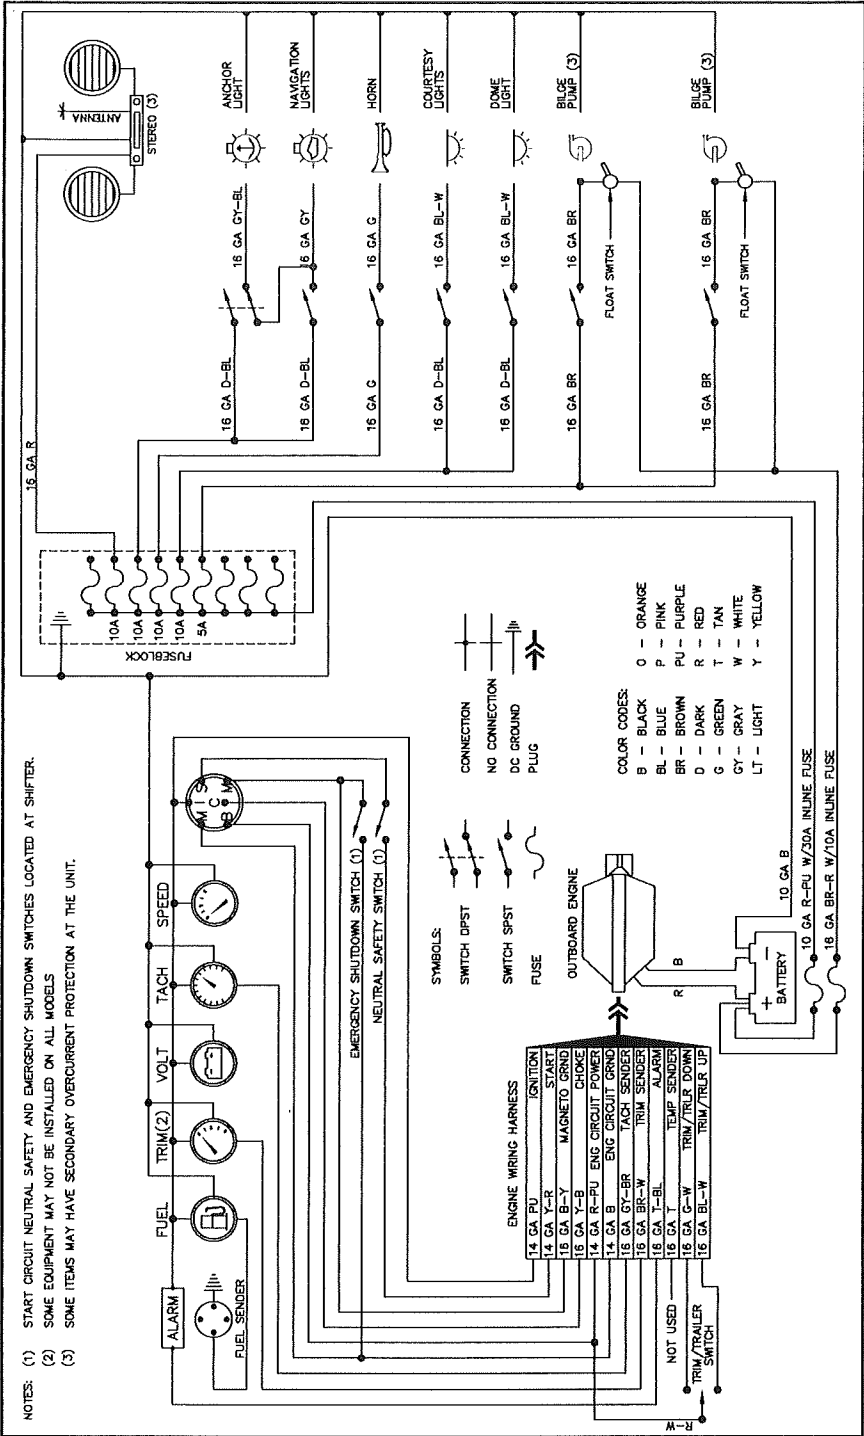 NOTES: (1) START CIRCUIT NEUTRAL SAFETY AND EMERGENCY SHUTDOWN SWITCHES LOCATED AT SHIFTER.
(2) SOME EQUIPMENT MAY NOT BE INSTALLED ON ALL MODELS
(3) SOME ITEMS MAY HAVE SECONDARY OVERCURRENT PROTECTION AT THE UNIT.
ALARM
FUEL SENDER
FUEL
TRIM(2)
VOLT
TACH
SPEED
M I S
C
B M
EMERGENCY SHUTDOWN SWITCH (1)
NEUTRAL SAFETY SWITCH (1)
FUSEBLOCK
10A
10A
10A
10A
5A
16 GA R
ANTENNA
STEREO (3)
16 GA D-BL
16 GA GY-BL
ANCHOR
LIGHT
16 GA D-BL
16 GA GY
NAVIGATION
LIGHTS
16 GA G
16 GA G
HORN
16 GA D-BL
16 GA BL-W
COURTESY
LIGHTS
16 GA D-BL
16 GA BL-W
DOME
LIGHT
16 GA BR
16 GA BR
BILGE
PUMP (3)
FLOAT SWITCH
16 GA BR
16 GA BR
BILGE
PUMP (3)
FLOAT SWITCH
ENGINE WIRING HARNESS
14 GA PU IGNITION
14 GA Y-R START
16 GA B-Y MAGNETO GRND
16 GA Y-B CHOKE
14 GA R-PU ENG CIRCUIT POWER
14 GA B ENG CIRCUIT GRND
16 GA GY-BR TACH SENDER
16 GA BR-W TRIM SENDER
16 GA T-BL ALARM
16 GA T TEMP SENDER
16 GA G-W TRIM/TRLR DOWN
16 GA BL-W TRIM/TRLR UP
NOT USED
TRIM/TRAILER
SWITCH
R-W
OUTBOARD ENGINE
R
B
+ -
BATTERY
10 GA B
10 GA R-PU W/30A INLINE FUSE
16 GA BR-R W/10A INLINE FUSE
SYMBOLS:
SWITCH DPST
SWITCH SPST
FUSE
CONNECTION
NO CONNECTION
DC GROUND
PLUG
COLOR CODES:
B - BLACK O - ORANGE
BL - BLUE P - PINK
BR - BROWN PU - PURPLE
D - DARK R - RED
G - GREEN T - TAN
GY - GRAY W - WHITE
LT - LIGHT Y - YELLOW